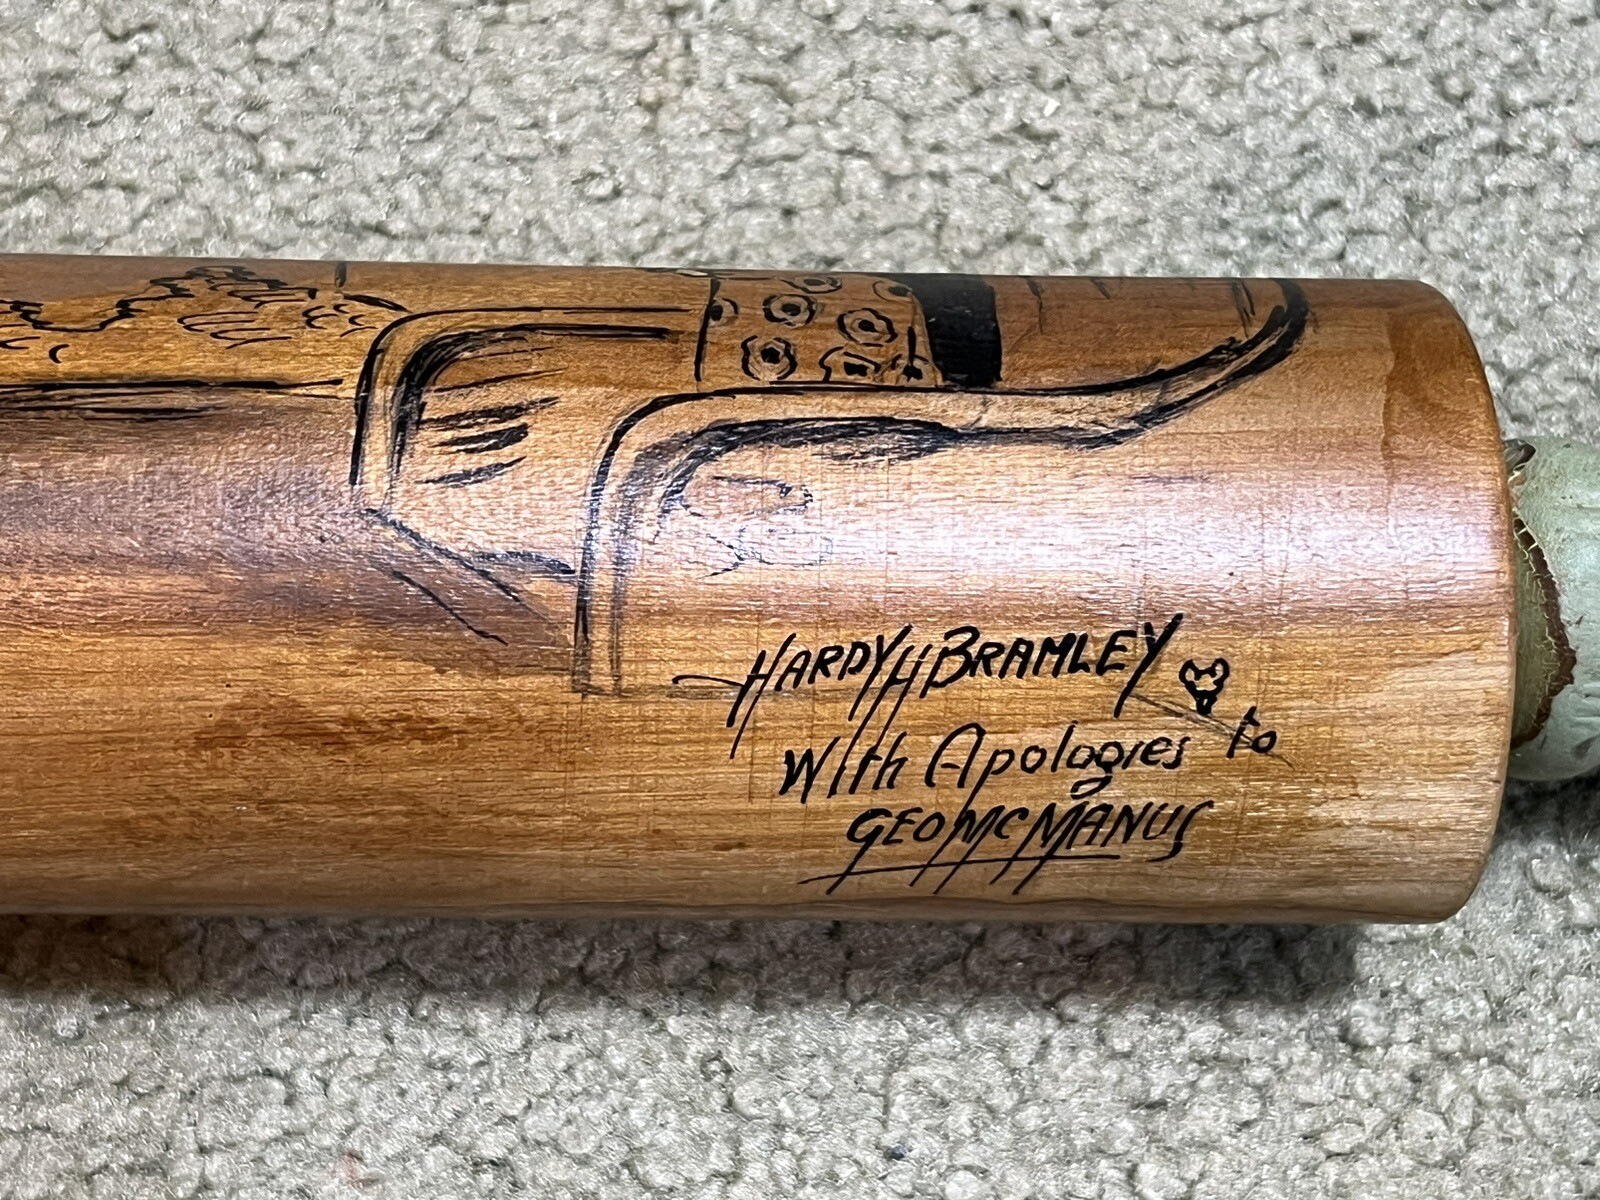 HARDY H BRAMLEY
With Apologies to
GEO MCMANUS